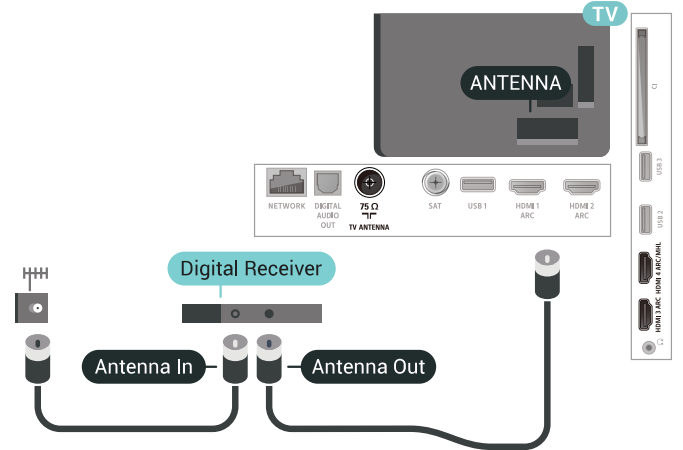 TV
ANTENNA
CI
USB 3
USB 2
HDMI 4 ARC/MHL
HDMI 3 ARC
NETWORK
DIGITAL
AUDIO
OUT
75 Ω
TV ANTENNA
SAT
USB 1
HDMI 1
ARC
HDMI 2
ARC
Digital Receiver
Antenna In
Antenna Out